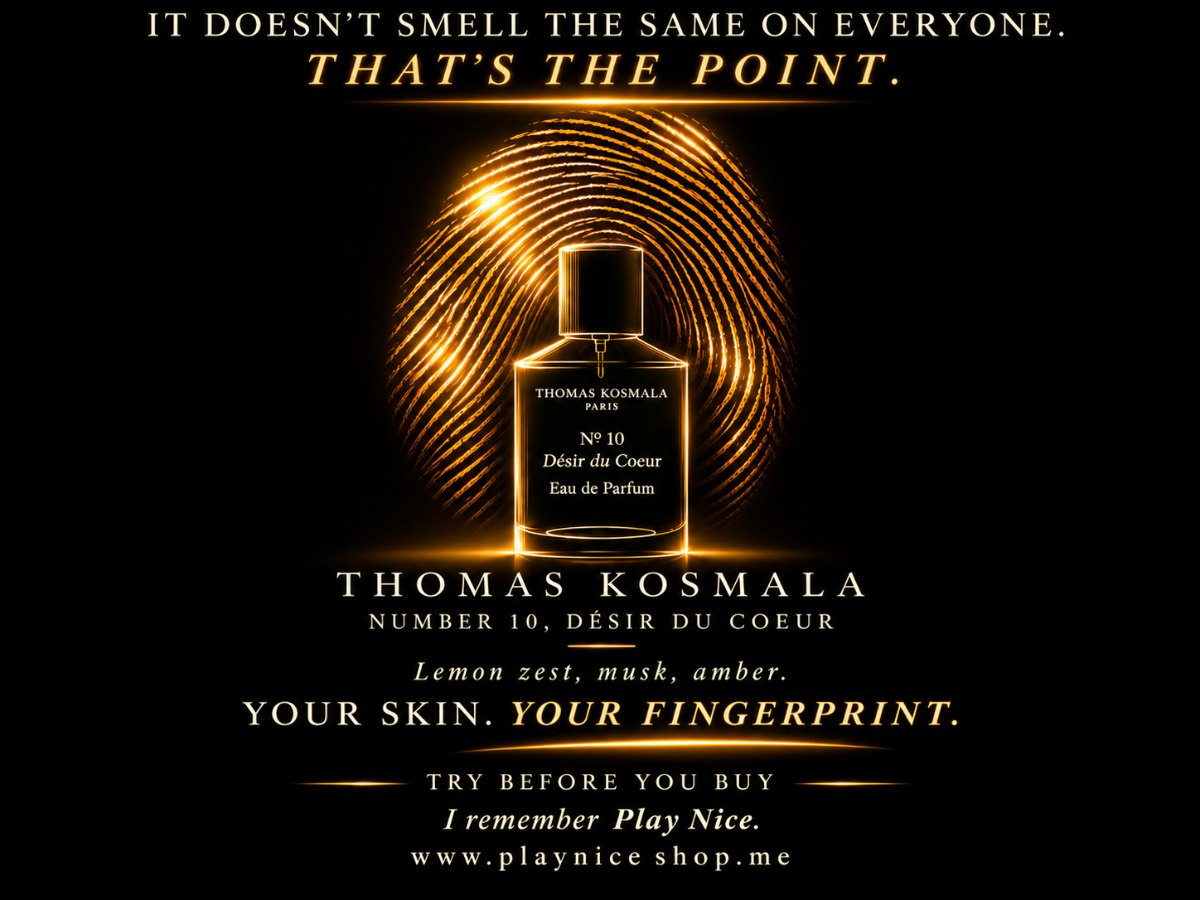 IT DOESN'T SMELL THE SAME ON EVERYONE.
THAT'S THE POINT.
THOMAS KOSMALA
PARIS
Nº 10
Désir du Coeur
Eau de Parfum
THOMAS KOSMALA
NUMBER 10, DÉSIR DU COEUR
Lemon zest, musk, amber.
YOUR SKIN. YOUR FINGERPRINT.
TRY BEFORE YOU BUY
I remember Play Nice.
www.playnice shop.me